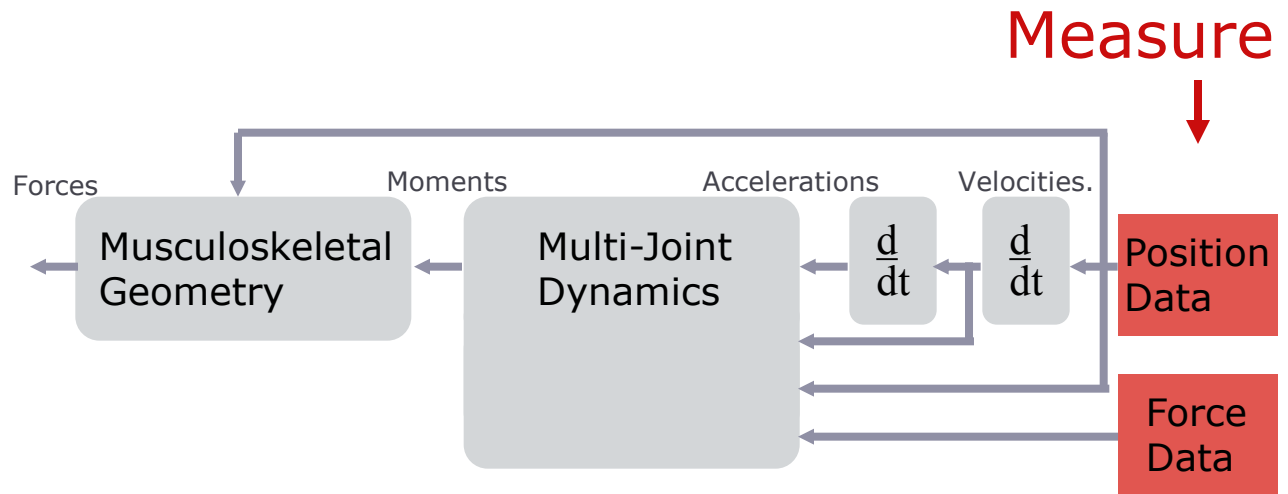 Measure
Forces
Moments
Accelerations
Velocities.
Musculoskeletal
Geometry
Multi-Joint
Dynamics
d
dt
d
dt
Position
Data
Force
Data